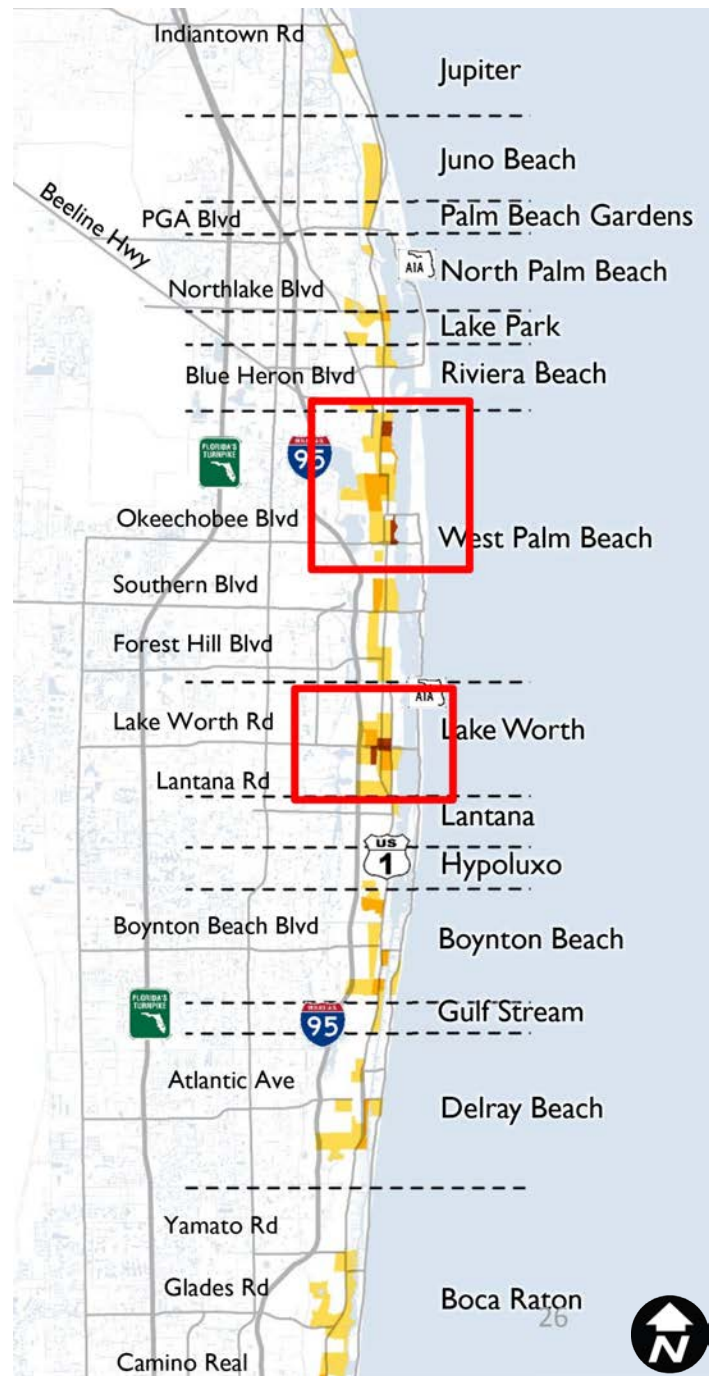 Indiantown Rd
Jupiter
Juno Beach
Beeline Hwy
PGA Blvd
Palm Beach Gardens
A1A
North Palm Beach
Northlake Blvd
Lake Park
Blue Heron Blvd
Riviera Beach
FLORIDA'S
TURNPIKE
95
Okeechobee Blvd
West Palm Beach
Southern Blvd
Forest Hill Blvd
A1A
Lake Worth Rd
Lake Worth
Lantana Rd
Lantana
US
1
Hypoluxo
Boynton Beach Blvd
Boynton Beach
FLORIDA'S
TURNPIKE
95
Gulf Stream
Atlantic Ave
Delray Beach
Yamato Rd
Glades Rd
Boca Raton
26
Camino Real
N